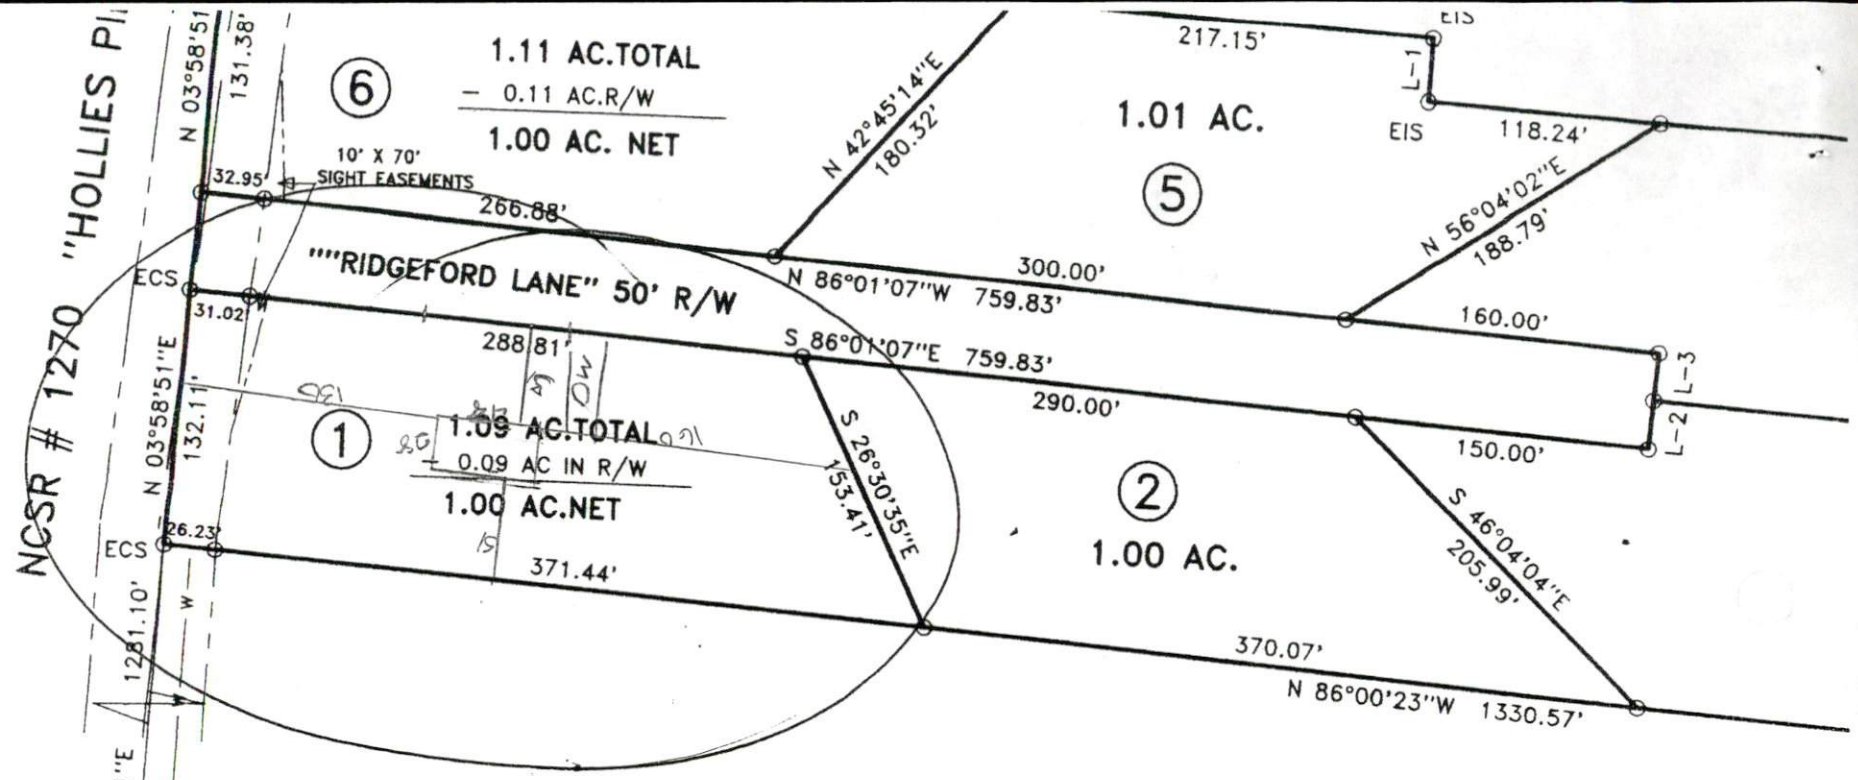 NCSR # 1270 "HOLLIES
N 03°58'51
131.38'
6
1.11 AC.TOTAL
- 0.11 AC.R/W
1.00 AC. NET
10' X 70'
SIGHT EASEMENTS
32.95'
266.88'
N 42°45'14"E
180.32'
217.15'
EIS
L-1
EIS
118.24'
1.01 AC.
5
N 56°04'02"E
188.79'
ECS
""RIDGEFORD LANE" 50' R/W
300.00'
N 86°01'07"W 759.83'
160.00'
L-3
L-2
31.02'
288.81'
S 86°01'07"E 759.83'
290.00'
150.00'
N 03°58'51"E
132.11'
130
1
1.09 AC.TOTAL
- 0.09 AC IN R/W
1.00 AC.NET
160
28
S 26°30'35"E
153.41'
2
1.00 AC.
S 46°04'04"E
205.99'
ECS
26.23'
51
371.44'
370.07'
N 86°00'23"W 1330.57'
1281.10'
W
"E